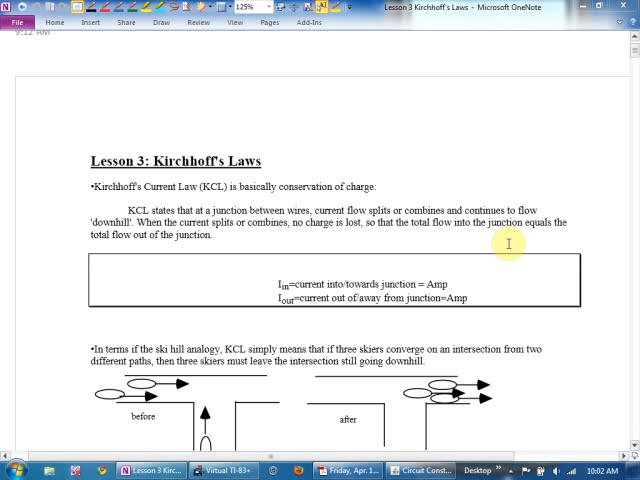 125%
Lesson 3 Kirchhoff's Laws - Microsoft OneNote
File Home Insert Share Draw Review View Pages Add-Ins
9:12 AM
Lesson 3: Kirchhoff's Laws
•Kirchhoff's Current Law (KCL) is basically conservation of charge:
KCL states that at a junction between wires, current flow splits or combines and continues to flow
'downhill'. When the current splits or combines, no charge is lost, so that the total flow into the junction equals the
total flow out of the junction.
Iin=current into/towards junction = Amp
Iout=current out of/away from junction=Amp
•In terms if the ski hill analogy, KCL simply means that if three skiers converge on an intersection from two
different paths, then three skiers must leave the intersection still going downhill.
before
after
Lesson 3 Kirc... Virtual TI-83+ Friday, Apr. 1... Circuit Const... Desktop 10:02 AM